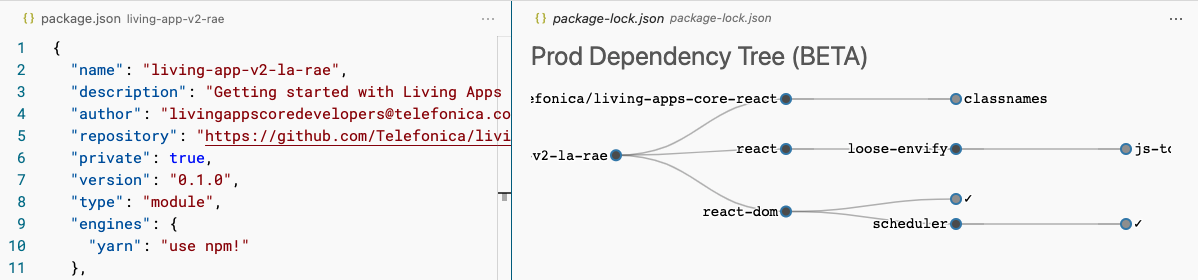 {} package.json living-app-v2-rae ...
1 {
2 "name": "living-app-v2-la-rae",
3 "description": "Getting started with Living Apps
4 "author": "livingappscoredevelopers@telefonica.co
5 "repository": "https://github.com/Telefonica/livi
6 "private": true,
7 "version": "0.1.0",
8 "type": "module",
9 "engines": {
10 "yarn": "use npm!"
11 },
{} package-lock.json package-lock.json ...
Prod Dependency Tree (BETA)
efonica/living-apps-core-react classnames
v2-la-rae react loose-envify js-to
react-dom ✓
scheduler ✓